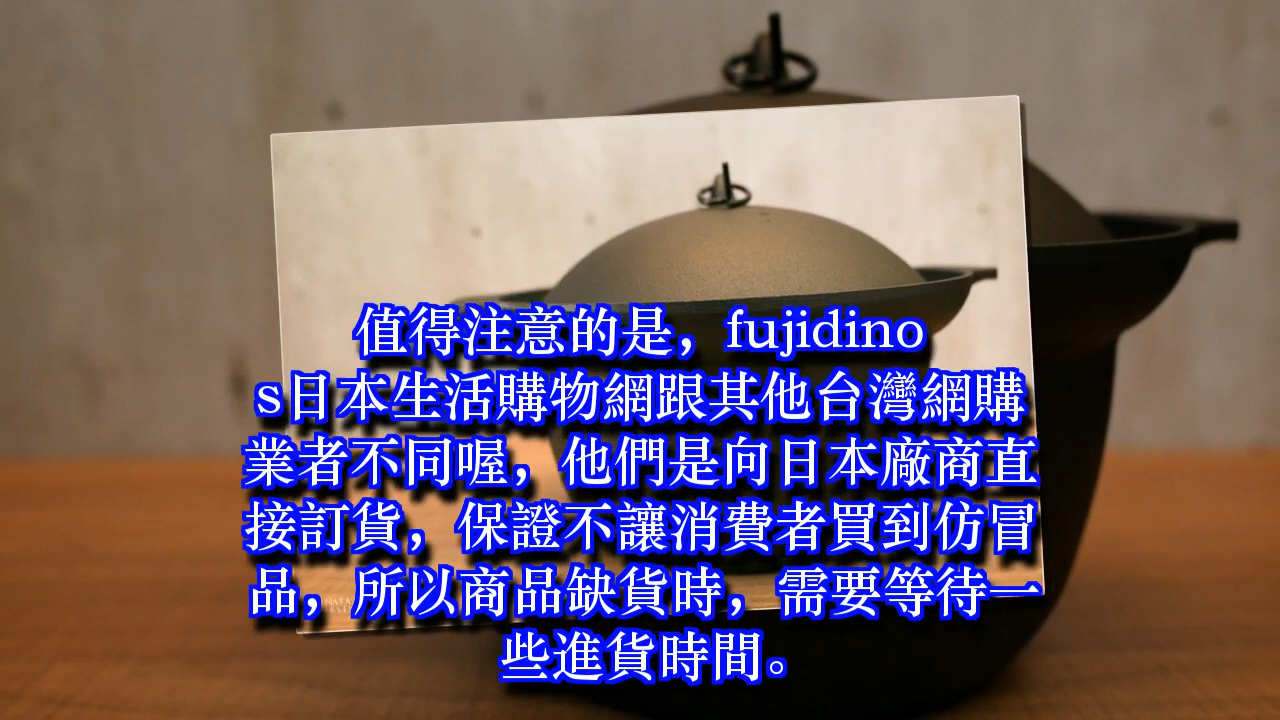 值得注意的是，fujidino
s日本生活購物網跟其他台灣網購
業者不同喔，他們是向日本廠商直
接訂貨，保證不讓消費者買到仿冒
品，所以商品缺貨時，需要等待一
些進貨時間。